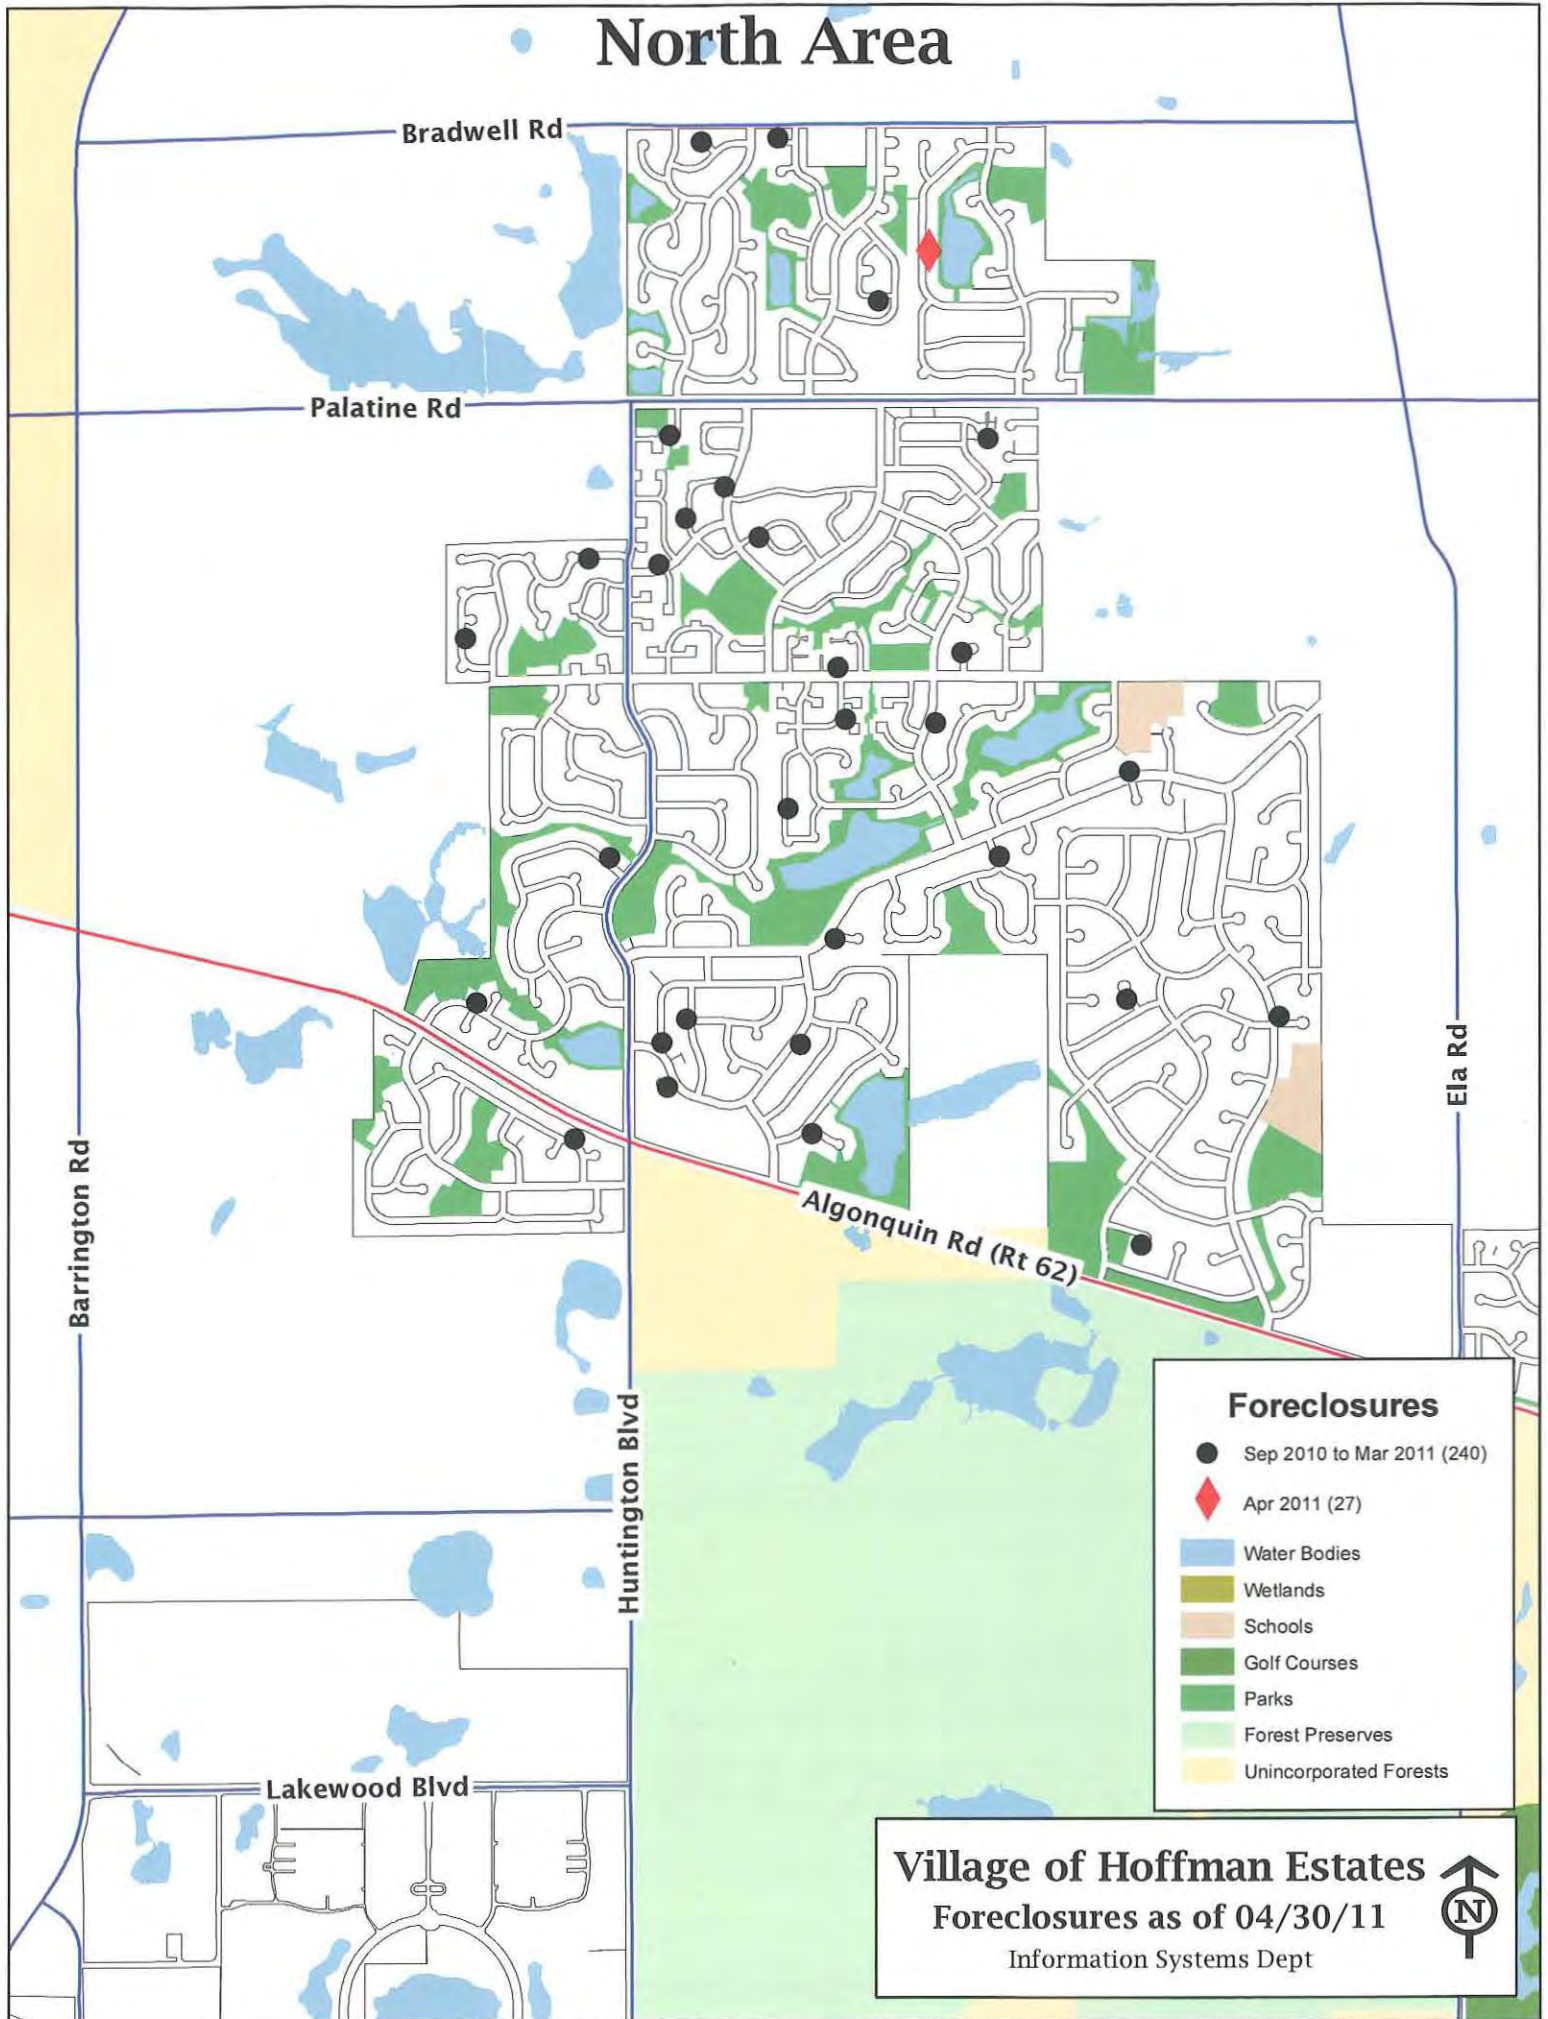 North Area
Bradwell Rd
Palatine Rd
Ela Rd
Barrington Rd
Algonquin Rd (Rt 62)
Huntington Blvd
Foreclosures
Sep 2010 to Mar 2011 (240)
Apr 2011 (27)
Water Bodies
Wetlands
Schools
Golf Courses
Parks
Forest Preserves
Unincorporated Forests
Lakewood Blvd
Village of Hoffman Estates
Foreclosures as of 04/30/11
Information Systems Dept
N